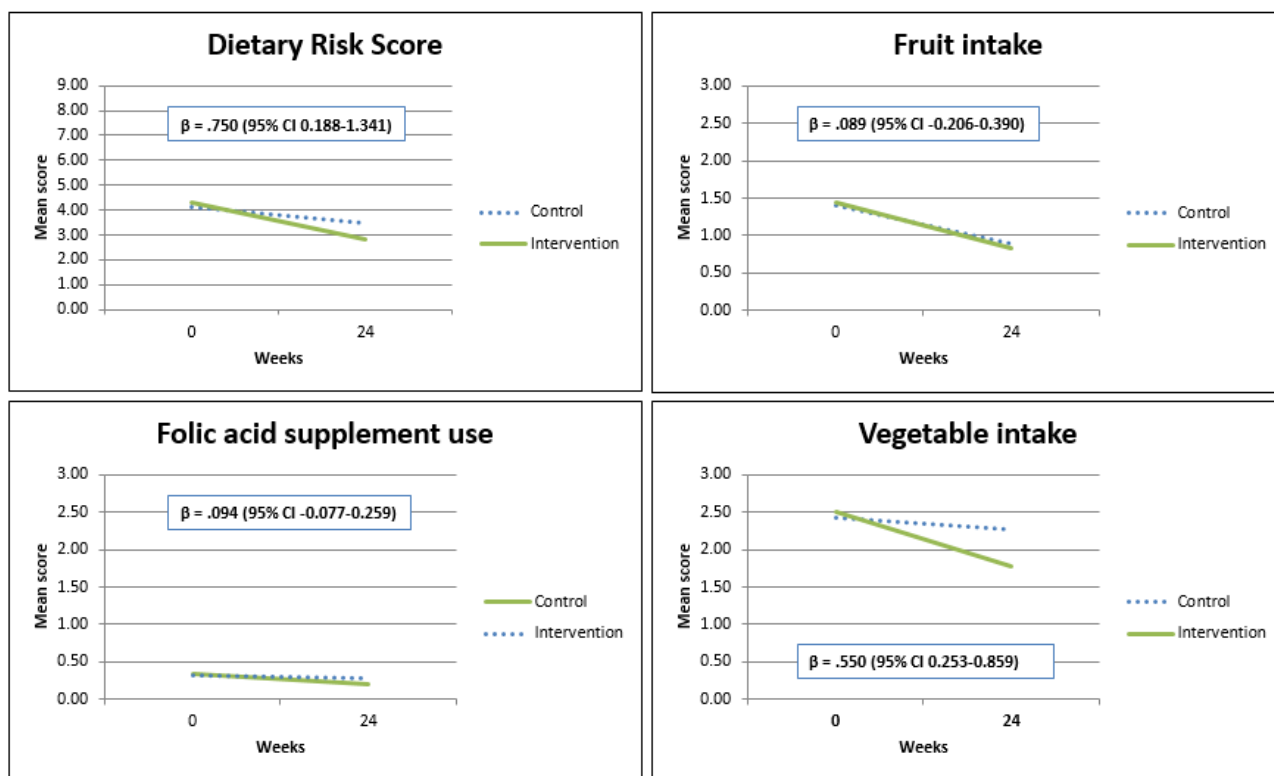 Dietary Risk Score
9.00
8.00
7.00
6.00
5.00
4.00
3.00
2.00
1.00
0.00
Mean score
β = .750 (95% CI 0.188-1.341)
Control
Intervention
0 24
Weeks
Fruit intake
3.00
2.50
2.00
1.50
1.00
0.50
0.00
Mean score
β = .089 (95% CI -0.206-0.390)
Control
Intervention
0 24
Weeks
Folic acid supplement use
3.00
2.50
2.00
1.50
1.00
0.50
0.00
Mean score
β = .094 (95% CI -0.077-0.259)
Control
Intervention
0 24
Weeks
Vegetable intake
3.00
2.50
2.00
1.50
1.00
0.50
0.00
Mean score
Control
Intervention
β = .550 (95% CI 0.253-0.859)
0 24
Weeks